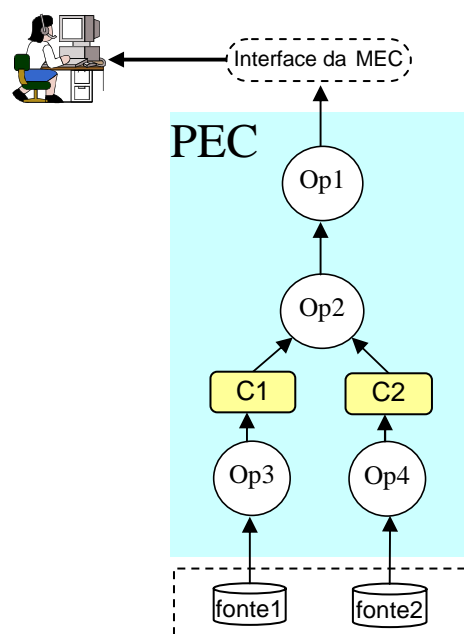 Interface da MEC
PEC
Op1
Op2
C1
C2
Op3
Op4
fonte1
fonte2